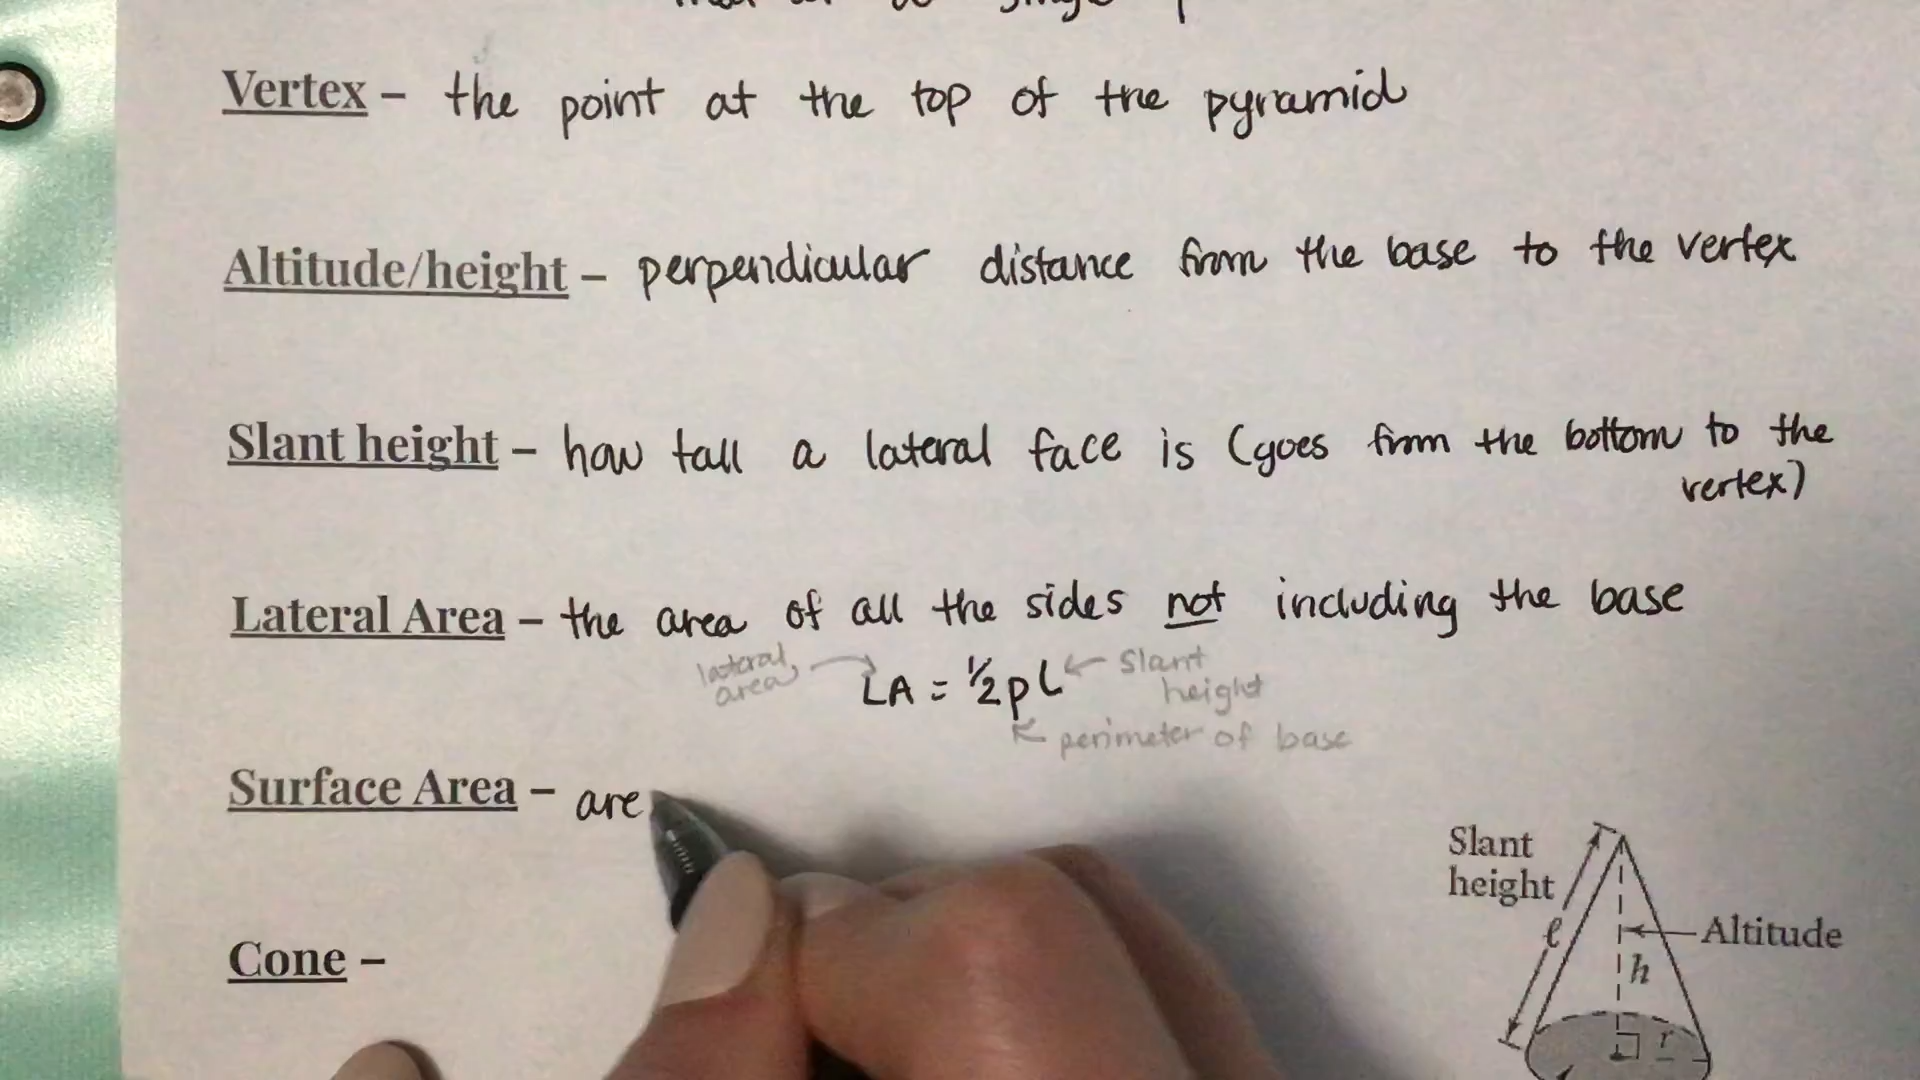 Vertex – the point at the top of the pyramid
Altitude/height – perpendicular distance from the base to the vertex
Slant height – how tall a lateral face is (goes from the bottom to the
vertex)
Lateral Area – the area of all the sides not including the base
lateral
area
LA = ½pl
Slant
height
perimeter of base
Surface Area – are
Slant
height
ℓ
Altitude
h
r
Cone –